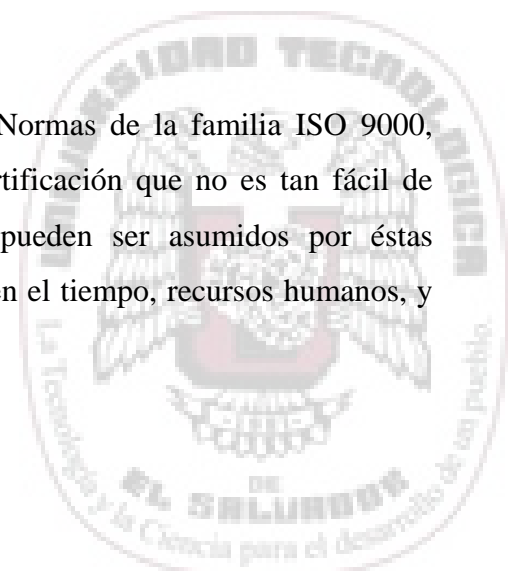 Normas de la familia ISO 9000,
rtificación que no es tan fácil de
pueden ser asumidos por éstas
en el tiempo, recursos humanos, y
UNIVERSIDAD TECNOLOGICA
DE
EL SALVADOR
La Tecnología y la Ciencia para el desarrollo de un pueblo.